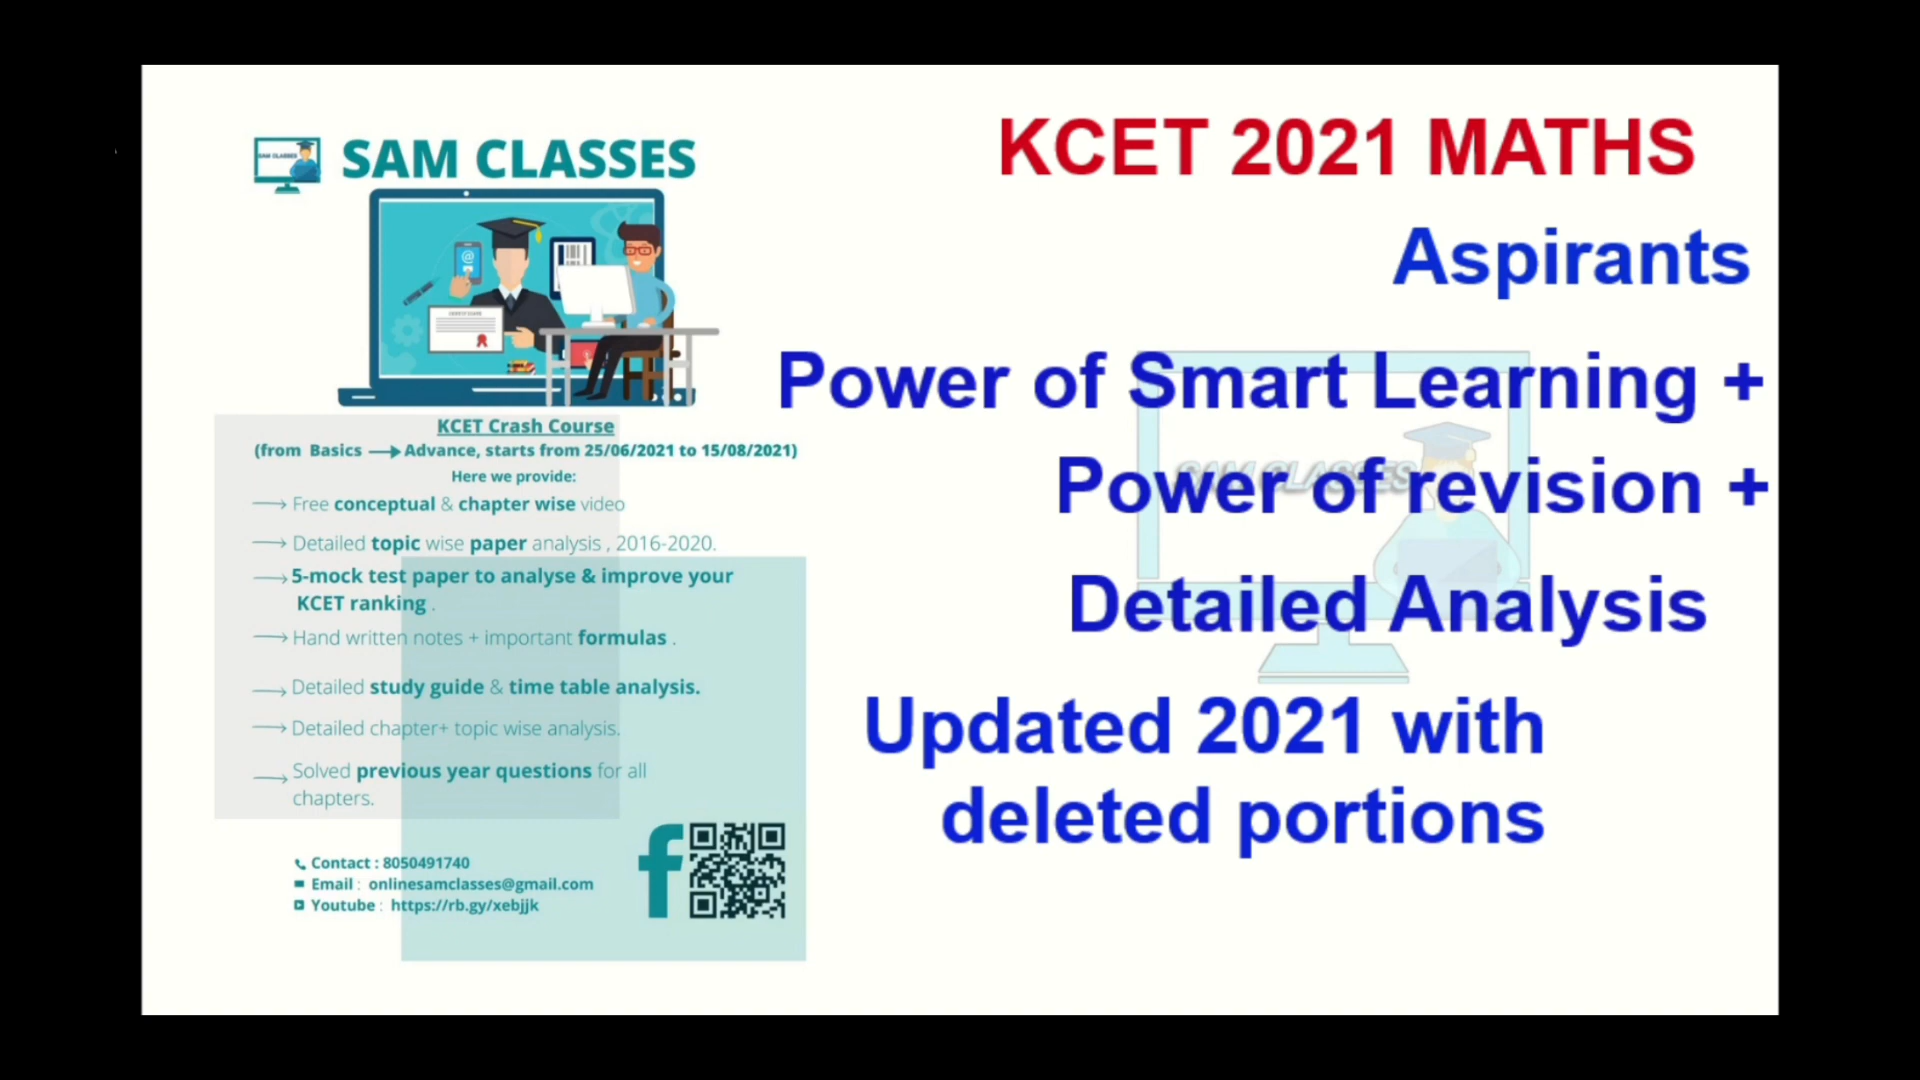 SAM CLASSES
SAM CLASSES
KCET Crash Course
(from Basics → Advance, starts from 25/06/2021 to 15/08/2021)
Here we provide:
→ Free conceptual & chapter wise video
→ Detailed topic wise paper analysis , 2016-2020.
→ 5-mock test paper to analyse & improve your
KCET ranking .
→ Hand written notes + important formulas .
→ Detailed study guide & time table analysis.
→ Detailed chapter+ topic wise analysis.
→ Solved previous year questions for all
chapters.
Contact : 8050491740
Email : onlinesamclasses@gmail.com
Youtube : https://rb.gy/xebjjk
KCET 2021 MATHS
Aspirants
Power of Smart Learning +
SAM CLASSES
Power of revision +
Detailed Analysis
Updated 2021 with
deleted portions